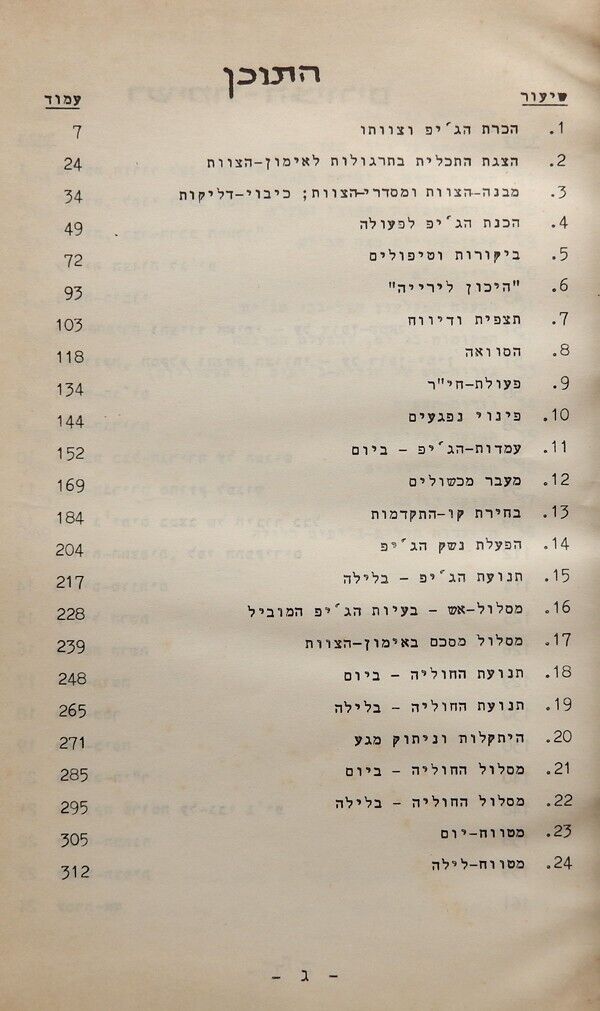 התוכן
שיעור עמוד
1. הכרת הג'יפ וצוותו 7
2. הצגת התכלית בתרגולות לאימון-הצוות 24
3. מבנה-הצוות ומסדרי-הצוות; כיבוי-דליקות 34
4. הכנת הג'יפ לפעולה 49
5. ביקורות וטיפולים 72
6. "היכון לירייה" 93
7. תצפית ודיווח 103
8. הסוואה 118
9. פעולת-חי"ר 134
10. פינוי נפגעים 144
11. עמדות-הג'יפ - ביום 152
12. מעבר מכשולים 169
13. בחירת קו-התקדמות 184
14. הפעלת נשק הג'יפ 204
15. תנועת הג'יפ - בלילה 217
16. מסלול-אש - בעיות הג'יפ המוביל 228
17. מסלול מסכם באימון-הצוות 239
18. תנועת החוליה - ביום 248
19. תנועת החוליה - בלילה 265
20. היתקלות וניתוק מגע 271
21. מסלול החוליה - ביום 285
22. מסלול החוליה - בלילה 295
23. מטווח-יום 305
24. מטווח-לילה 312
- ג -